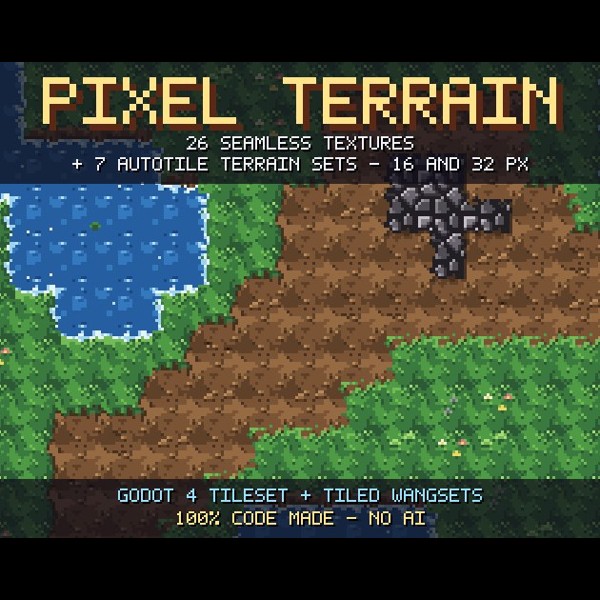 PIXEL TERRAIN
26 SEAMLESS TEXTURES
+ 7 AUTOTILE TERRAIN SETS - 16 AND 32 PX
GODOT 4 TILESET + TILED WANGSETS
100% CODE MADE - NO AI